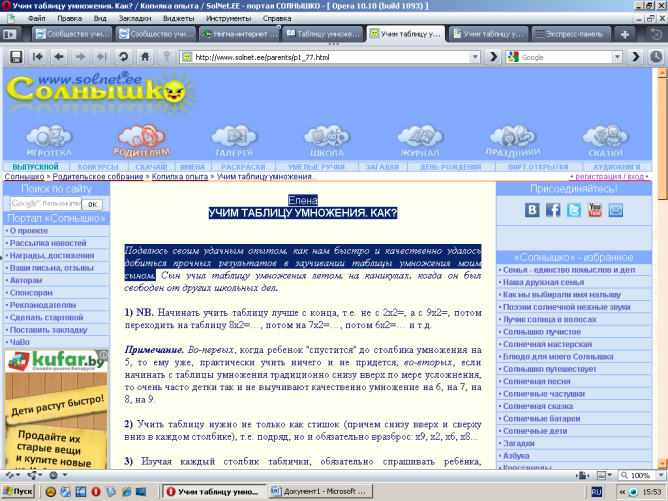 Учим таблицу умножения. Как? / Копилка опыта / SolNet.EE - портал СОЛНЫШКО - [ Opera 10.10 (build 1893) ]
Файл Правка Вид Закладки Виджеты Инструменты Справка
Сообщество учи... Сообщество учи... Нигма-интернет ... Таблицу умноже... Учим таблицу у... Учим таблицу у... Экспресс-панель
http://www.solnet.ee/parents/p1_77.html Google
www.solnet.ee
Солнышко
ИГРОТЕКА РОДИТЕЛЯМ ГАЛЕРЕЯ ШКОЛА ЖУРНАЛ ПРАЗДНИКИ СКАЗКИ
ВЫПУСКНОЙ КОНКУРСЫ СКАЧАЙ! ИМЕНА РАСКРАСКИ УМЕЛЫЕ РУЧКИ ЗАГАДКИ ДЕНЬ РОЖДЕНИЯ ВИРТ.ОТКРЫТКИ АУДИОКНИГИ
Солнышко » Родительское собрание » Копилка опыта » Учим таблицу умножения...
• регистрация / вход •
Поиск по сайту
Google™ Пользовате OK
Портал «Солнышко»
• О проекте
• Рассылка новостей
• Награды, достижения
• Ваши письма, отзывы
• Авторам
• Спонсорам
• Рекламодателям
• Сделать стартовой
• Поставить закладку
• ЧаВо
kufar.by
Онлайн-рынок Беларуси
Дети растут быстро!
Продайте их
старые вещи
и купите новые
Елена
УЧИМ ТАБЛИЦУ УМНОЖЕНИЯ. КАК?
Поделюсь своим удачным опытом, как нам быстро и качественно удалось
добиться прочных результатов в заучивании таблицы умножения моим
сыном. Сын учил таблицу умножения летом, на каникулах, когда он был
свободен от других школьных дел.
1) NB. Начинать учить таблицу лучше с конца, т.е. не с 2х2=, а с 9х2=, потом
переходить на таблицу 8х2=…, потом на 7х2=…, потом 6х2=… и т.д.
Примечание. Во-первых, когда ребенок "спустится" до столбика умножения на
5, то ему уже, практически учить ничего и не придется, во-вторых, если
начинать с таблицы умножения традиционно снизу вверх по мере усложнения,
то очень часто детки так и не выучивают качественно умножение на 6, на 7, на
8, на 9.
2) Учить таблицу нужно не только как стишок (причем снизу вверх и сверху
вниз в каждом столбике), т.е. подряд, но и обязательно вразброс: х9, х2, х6, х8...
3) Изучая каждый столбик таблички, обязательно спрашивать ребёнка,
Присоединяйтесь!
«Солнышко» - избранное
• Семья - единство помыслов и дел
• Наша дружная семья
• Как мы выбирали имя малышу
• Поэзии солнечной нежные звуки
• Лучик солнца в волосах
• Солнышко лучистое
• Солнечная мастерская
• Блюдо для моего Солнышка
• Солнышко путешествует
• Солнечная песня
• Солнечные частушки
• Солнечная сказка
• Солнечные батареи
• Солнечные дети
• Загадки
• Азбука
• Кроссворды
100%
Пуск Учим таблицу умно... Документ1 - Microsoft ... RU 15:53